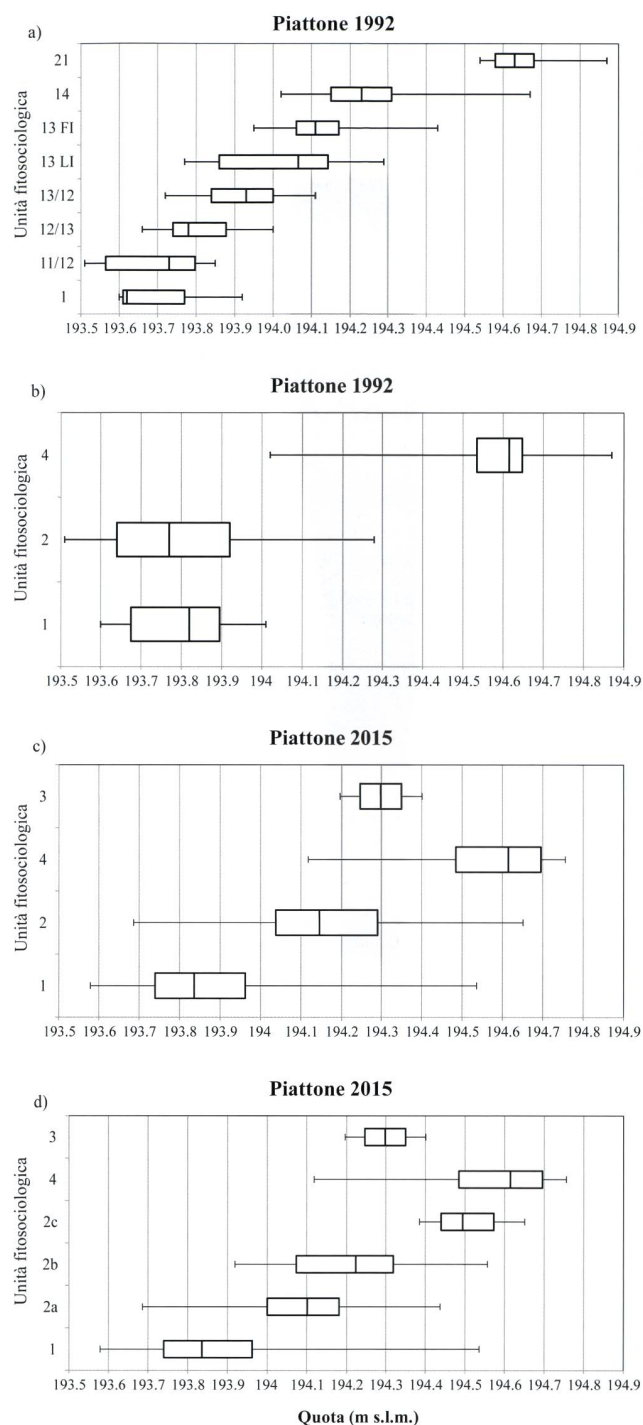 a)
Piattone 1992
Unità fitosociologica
21
14
13 FI
13 LI
13/12
12/13
11/12
1
193.5 193.6 193.7 193.8 193.9 194.0 194.1 194.2 194.3 194.4 194.5 194.6 194.7 194.8 194.9
b)
Piattone 1992
Unità fitosociologica
4
2
1
193.5 193.6 193.7 193.8 193.9 194 194.1 194.2 194.3 194.4 194.5 194.6 194.7 194.8 194.9
c)
Piattone 2015
Unità fitosociologica
3
4
2
1
193.5 193.6 193.7 193.8 193.9 194 194.1 194.2 194.3 194.4 194.5 194.6 194.7 194.8 194.9
d)
Piattone 2015
Unità fitosociologica
3
4
2c
2b
2a
1
193.5 193.6 193.7 193.8 193.9 194 194.1 194.2 194.3 194.4 194.5 194.6 194.7 194.8 194.9
Quota (m s.l.m.)